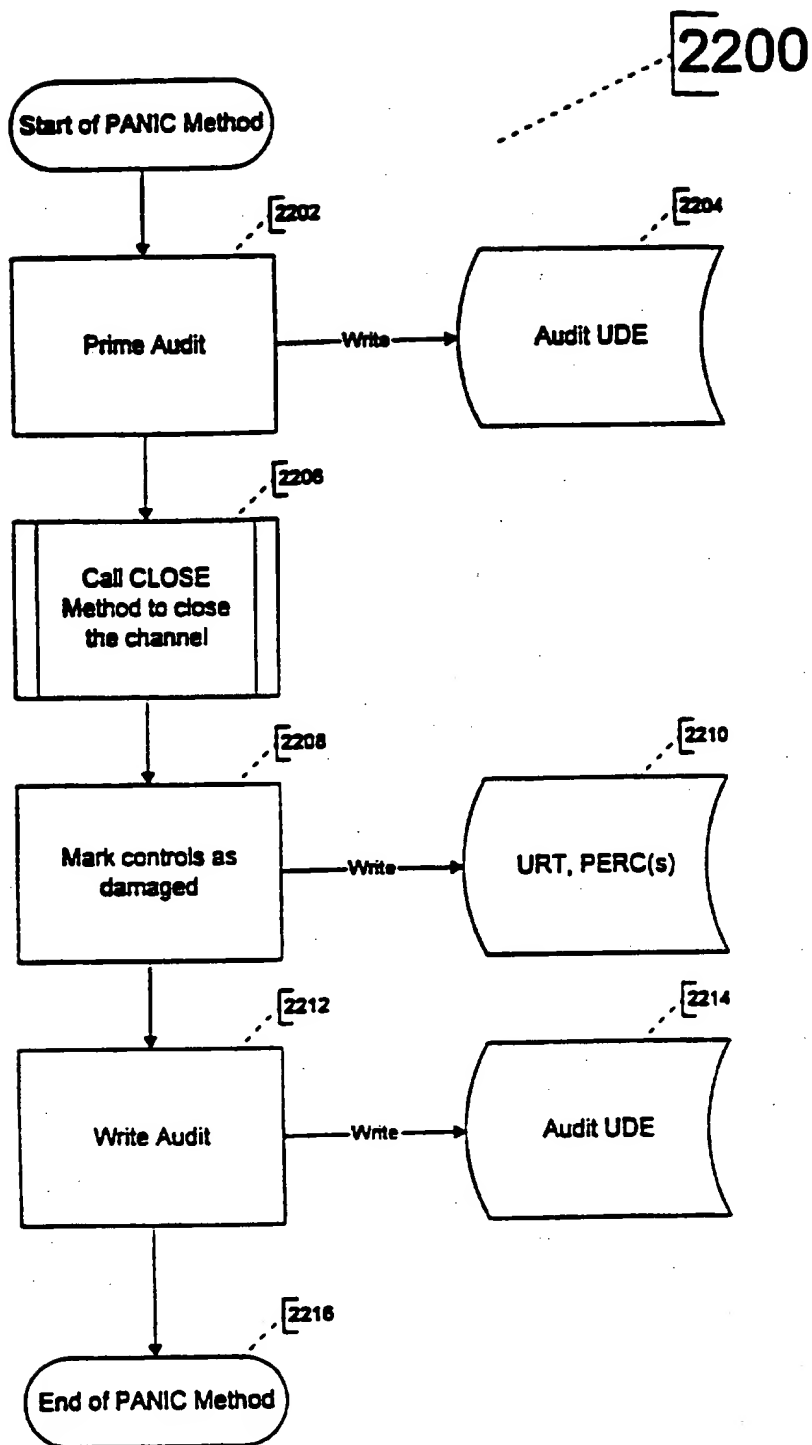 2200
Start of PANIC Method
2202
2204
Prime Audit
Write
Audit UDE
2206
Call CLOSE
Method to close
the channel
2208
2210
Mark controls as
damaged
Write
URT, PERC(s)
2212
2214
Write Audit
Write
Audit UDE
2216
End of PANIC Method